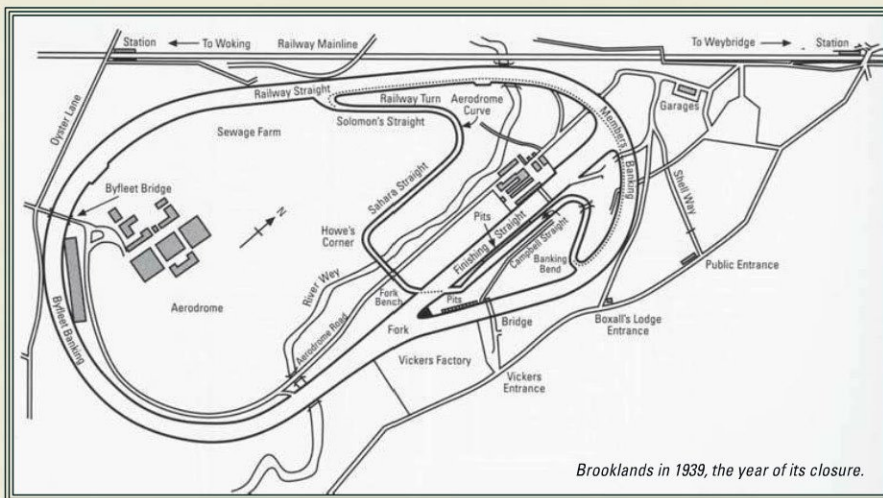 Station
To Woking
Railway Mainline
To Weybridge
Station
Oyster Lane
Railway Straight
Railway Turn
Aerodrome
Curve
Garages
Sewage Farm
Solomon's Straight
Members
Banking
Byfleet Bridge
Sahara Straight
Shell Way
N
Pits
Howe's
Corner
Finishing
Straight
Campbell Straight
Banking
Bend
Public Entrance
River Wey
Fork
Bench
Pits
Aerodrome
Byfleet Banking
Aerodrome Road
Fork
Bridge
Boxall's Lodge
Entrance
Vickers Factory
Vickers
Entrance
Brooklands in 1939, the year of its closure.